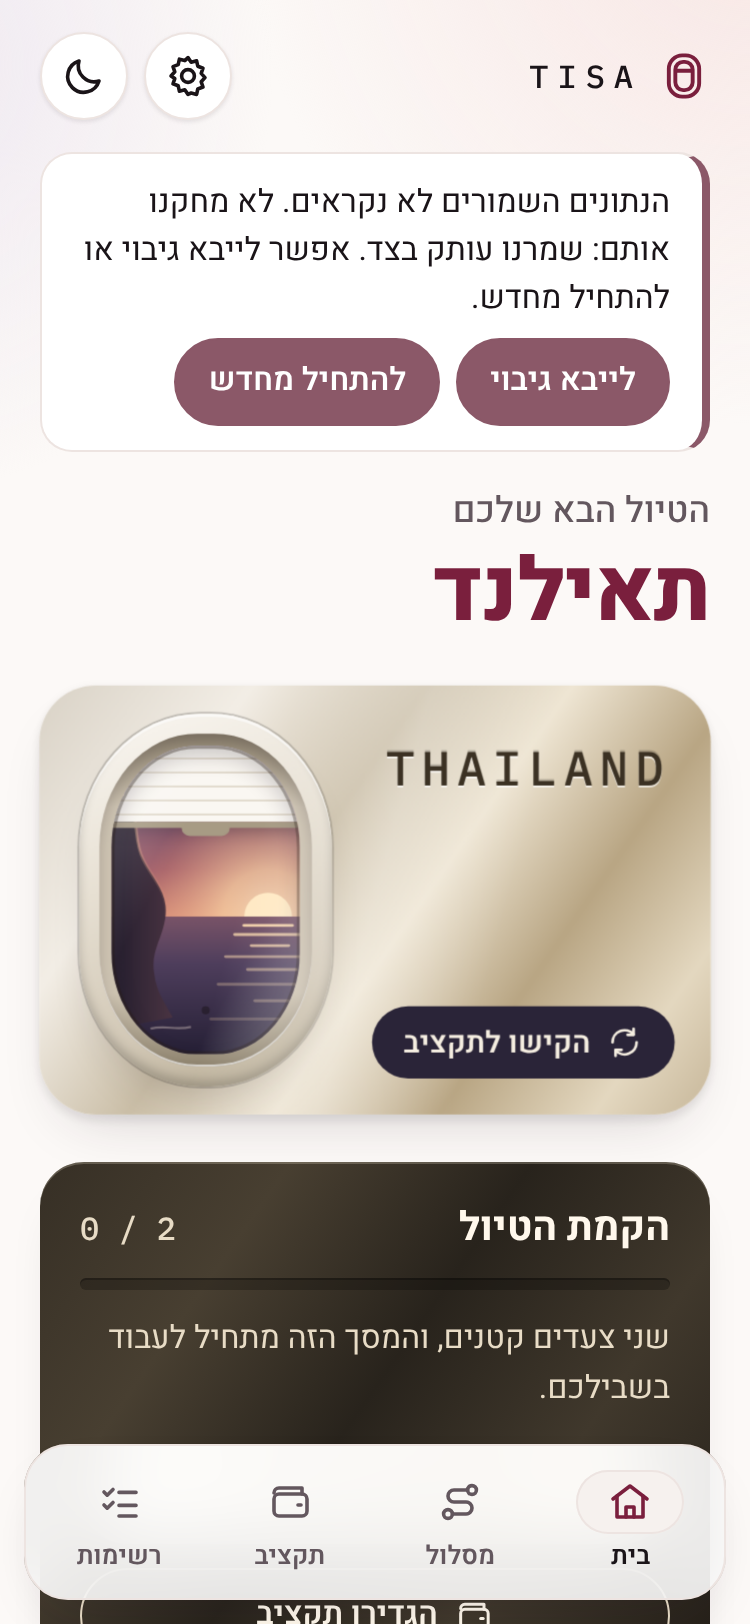 TISA
הנתונים השמורים לא נקראים. לא מחקנו
אותם: שמרנו עותק בצד. אפשר לייבא גיבוי או
להתחיל מחדש.
לייבא גיבוי
להתחיל מחדש
הטיול הבא שלכם
תאילנד
THAILAND
הקישו לתקציב
הקמת הטיול
0 / 2
שני צעדים קטנים, והמסך הזה מתחיל לעבוד
בשבילכם.
בית
מסלול
תקציב
רשימות
הגדירו תקציב